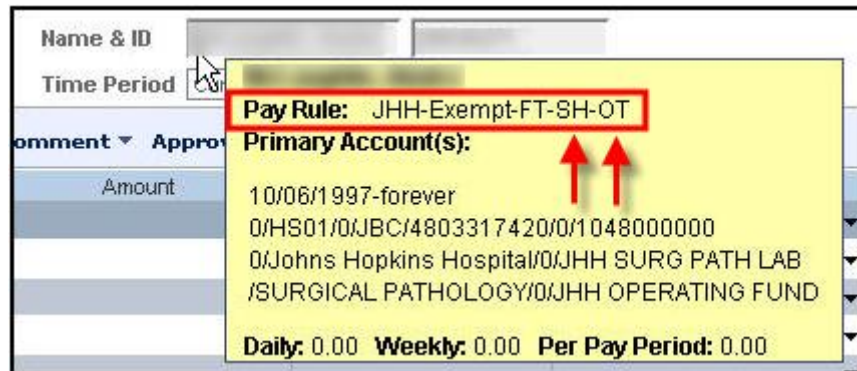 Name & ID
Time Period
Pay Rule: JHH-Exempt-FT-SH-OT
omment Approv
Primary Account(s):
Amount
10/06/1997-forever
0/HS01/0/JBC/4803317420/0/1048000000
0/Johns Hopkins Hospital/0/JHH SURG PATH LAB
/SURGICAL PATHOLOGY/0/JHH OPERATING FUND
Daily: 0.00 Weekly: 0.00 Per Pay Period: 0.00